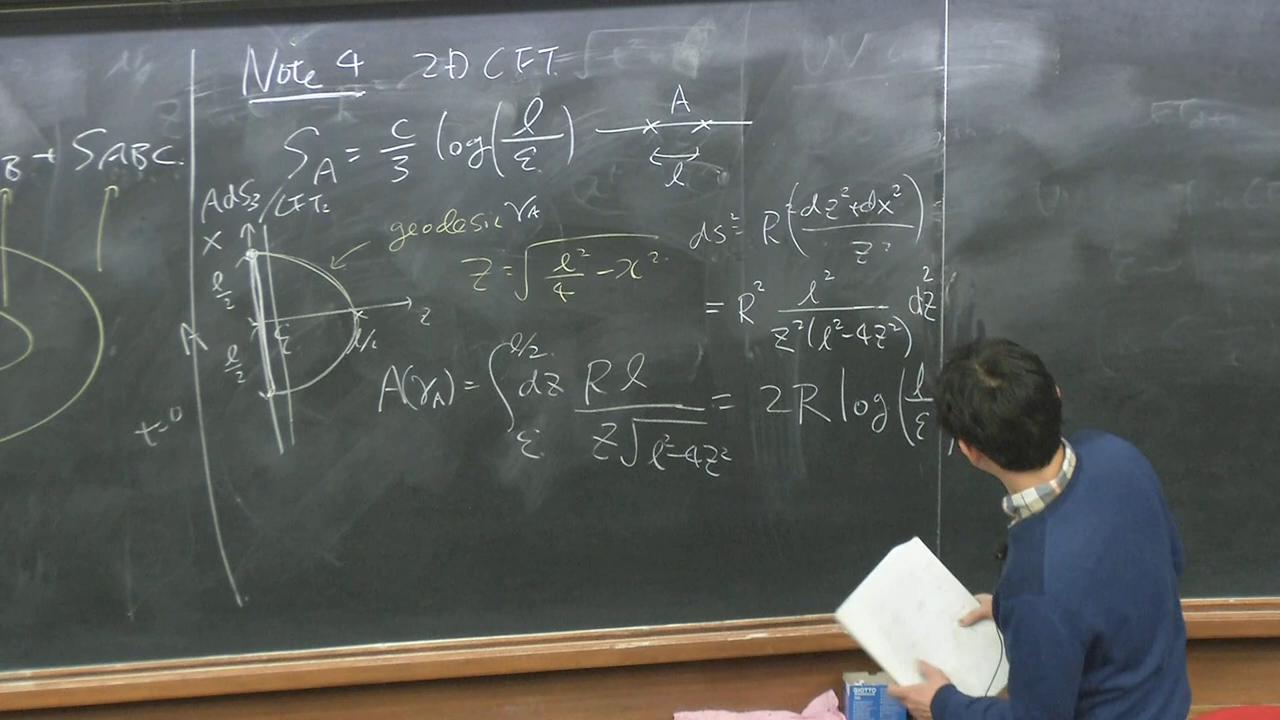 Note 4 2D CFT.
B + SABC.
S_A = c/3 log(l/ε)
A
l
AdS3/CFT2
geodesic γ_A
X
z = √(l²/4 − x²)
ds² = R²(dz²+dx²/z²)
l/2
A
l/2
ε
l/2
z
= R² l²/z²(l²−4z²) dz²
A(γ_A) = ∫_ε^{l/2} dz Rl/z√(l²−4z²) = 2R log(l/ε
t=0
GIOTTO